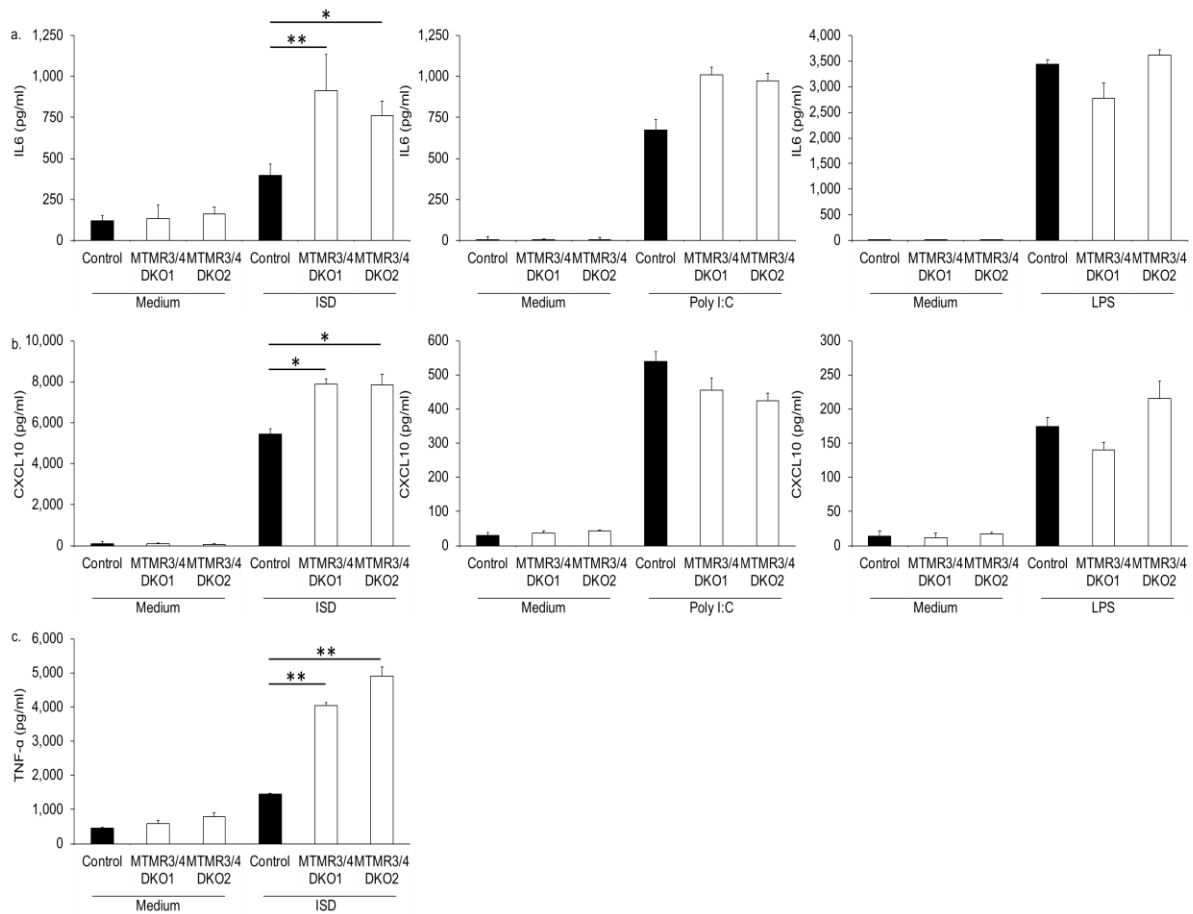 a.
IL6 (pg/ml)
1,250
1,000
750
500
250
0
** *
Control MTMR3/4 MTMR3/4 Control MTMR3/4 MTMR3/4
DKO1 DKO2 DKO1 DKO2
Medium ISD
IL6 (pg/ml)
1,250
1,000
750
500
250
0
Control MTMR3/4 MTMR3/4 Control MTMR3/4 MTMR3/4
DKO1 DKO2 DKO1 DKO2
Medium Poly I:C
IL6 (pg/ml)
4,000
3,500
3,000
2,500
2,000
1,500
1,000
500
0
Control MTMR3/4 MTMR3/4 Control MTMR3/4 MTMR3/4
DKO1 DKO2 DKO1 DKO2
Medium LPS
b.
CXCL10 (pg/ml)
10,000
8,000
6,000
4,000
2,000
0
* *
Control MTMR3/4 MTMR3/4 Control MTMR3/4 MTMR3/4
DKO1 DKO2 DKO1 DKO2
Medium ISD
CXCL10 (pg/ml)
600
500
400
300
200
100
0
Control MTMR3/4 MTMR3/4 Control MTMR3/4 MTMR3/4
DKO1 DKO2 DKO1 DKO2
Medium Poly I:C
CXCL10 (pg/ml)
300
250
200
150
100
50
0
Control MTMR3/4 MTMR3/4 Control MTMR3/4 MTMR3/4
DKO1 DKO2 DKO1 DKO2
Medium LPS
c.
TNF-α (pg/ml)
6,000
5,000
4,000
3,000
2,000
1,000
0
** **
Control MTMR3/4 MTMR3/4 Control MTMR3/4 MTMR3/4
DKO1 DKO2 DKO1 DKO2
Medium ISD